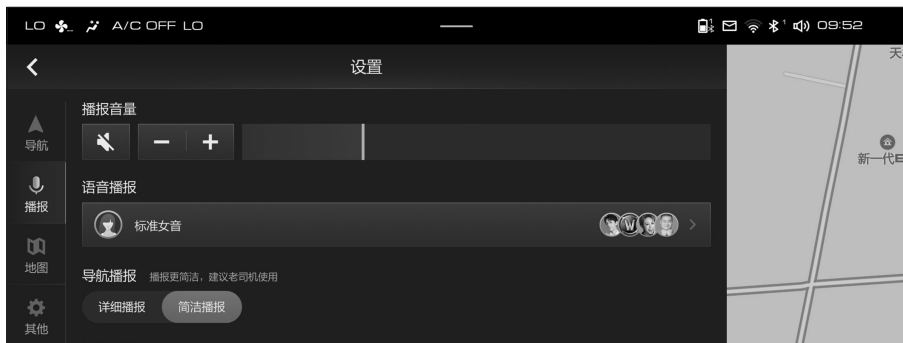 LO A/C OFF LO
1 1 09:52
设置
播报音量
导航
播报
地图
其他
语音播报
标准女音
W
导航播报 播报更简洁，建议老司机使用
详细播报 简洁播报
天
新一代